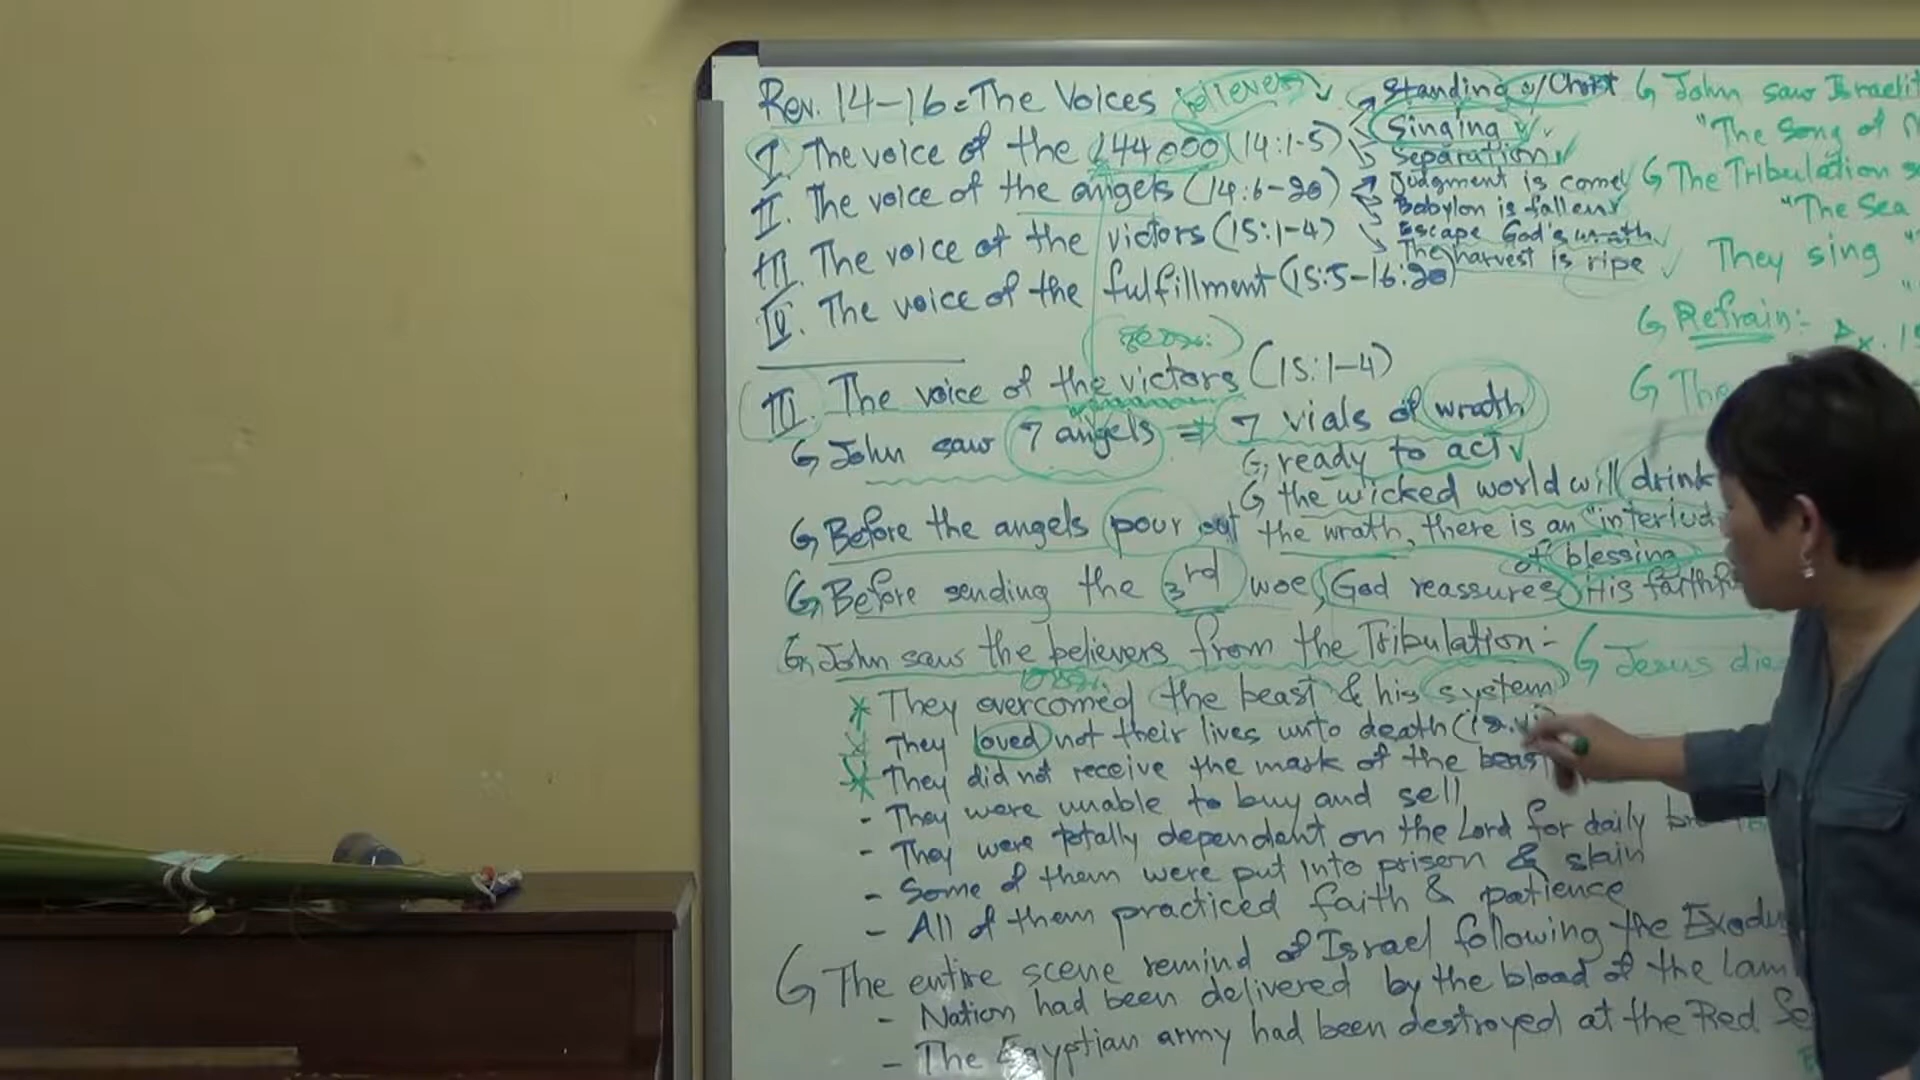 Rev. 14-16 = The Voices believers
I. The voice of the 144000 (14:1-5)
II. The voice of the angels (14:6-20)
III. The voice of the victors (15:1-4)
IV. The voice of the fulfillment (15:5-16:20)
Standing w/Christ
Singing
Separation
Judgment is come
Babylon is fallen
Escape God's wrath
The harvest is ripe
III. The voice of the victors (15:1-4)
John saw 7 angels ⇒ 7 vials of wrath
ready to act
the wicked world will drink
Before the angels pour out the wrath, there is an "interlud
of blessing
Before sending the 3rd woe, God reassures His faithf
John saw the believers from the Tribulation:-
* They overcomed the beast & his system
* They loved not their lives unto death (12.
* They did not receive the mark of the beast
- They were unable to buy and sell
- They were totally dependent on the Lord for daily
- Some of them were put into prison & slain
- All of them practiced faith & patience
The entire scene remind of Israel following the Exodu
- Nation had been delivered by the blood of the lam
- The Egyptian army had been destroyed at the Red Se
John saw Israelit
"The Song of M
The Tribulation s
"The Sea
They sing "
Refrain:- Ex. 15
The
Jesus die